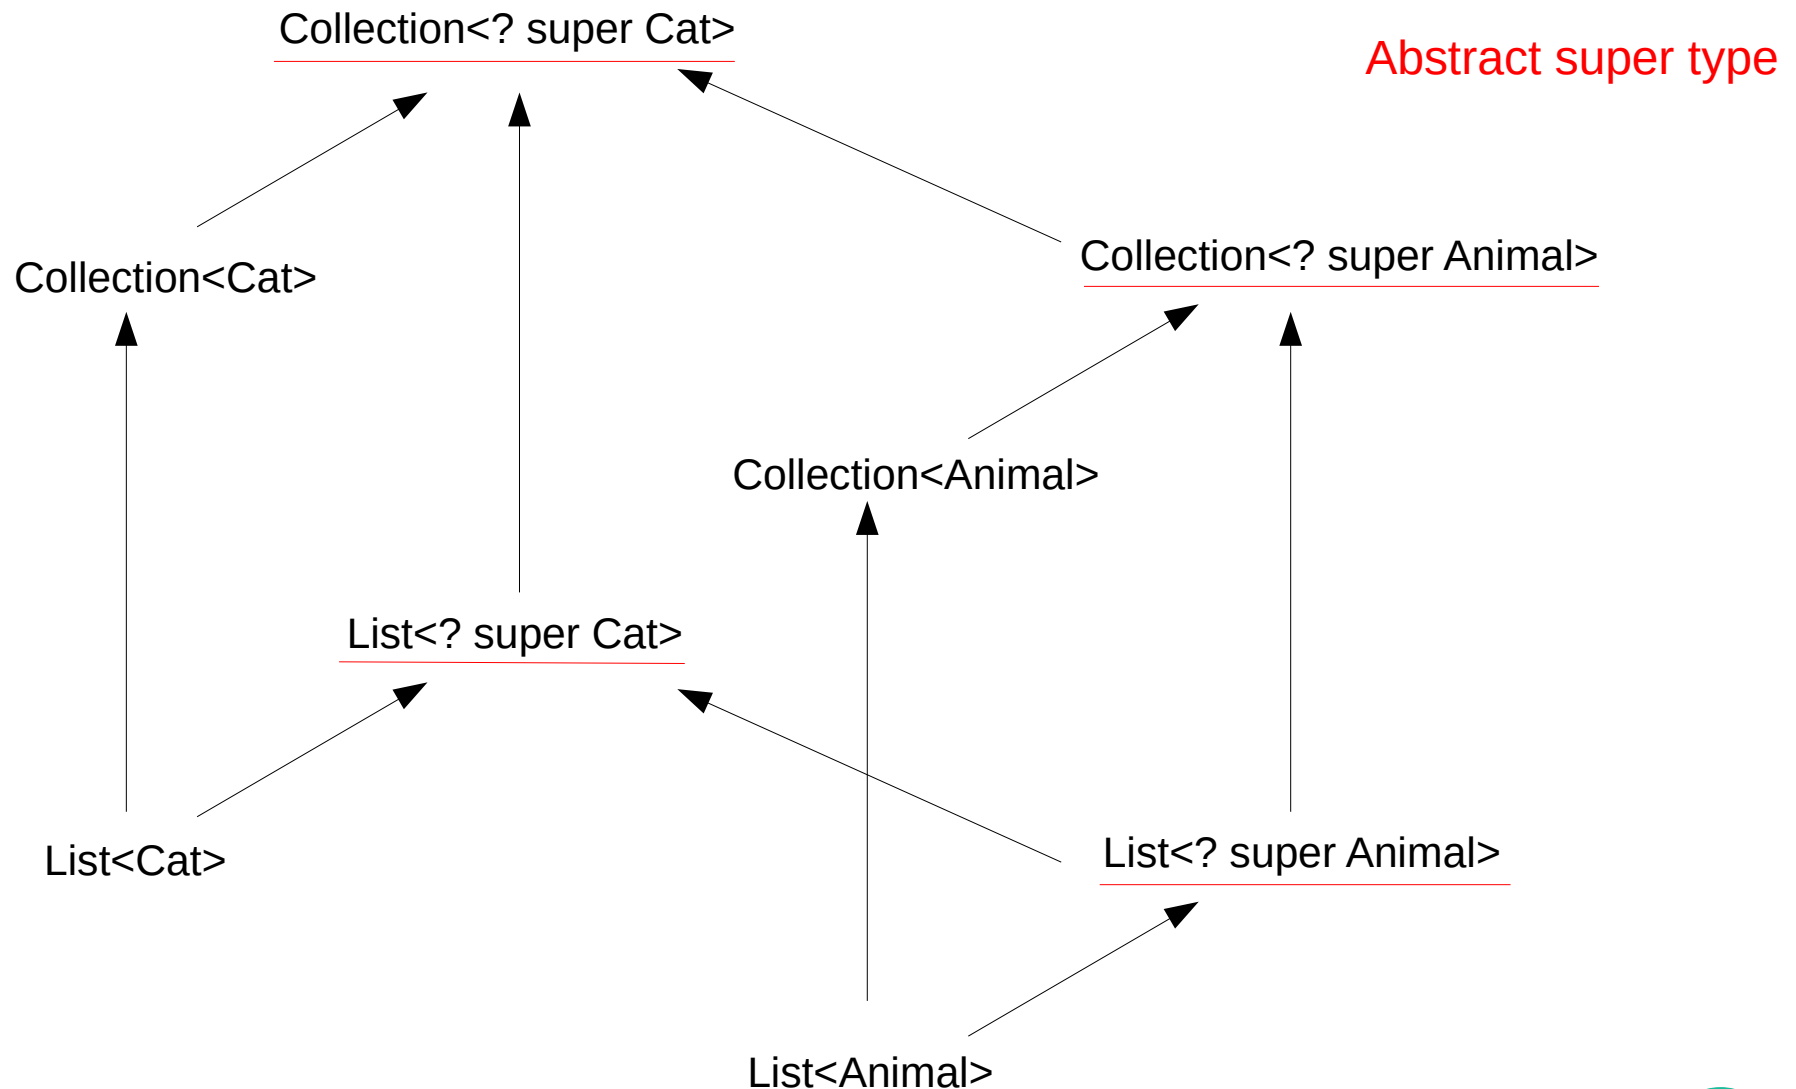 Collection<? super Cat>
Abstract super type
Collection<? super Animal>
Collection<Cat>
Collection<Animal>
List<? super Cat>
List<? super Animal>
List<Cat>
List<Animal>